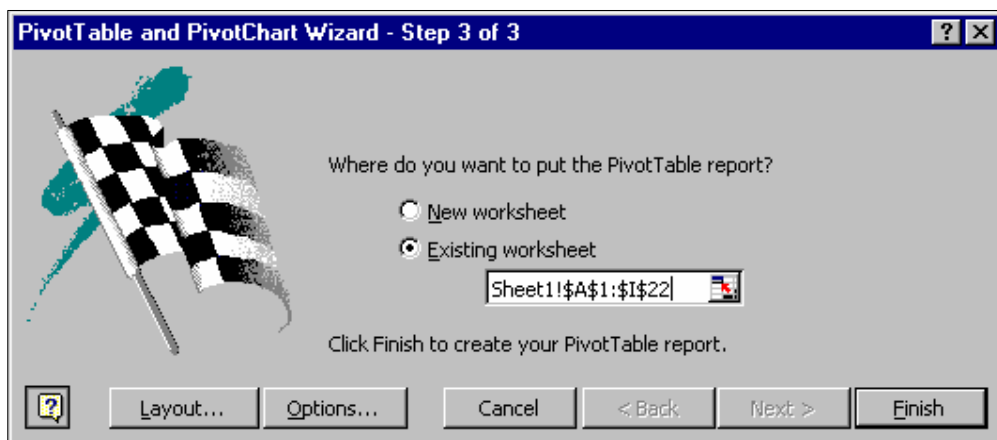 PivotTable and PivotChart Wizard - Step 3 of 3
Where do you want to put the PivotTable report?
New worksheet
Existing worksheet
Sheet1!$A$1:$I$22
Click Finish to create your PivotTable report.
Layout... Options... Cancel < Back Next > Finish